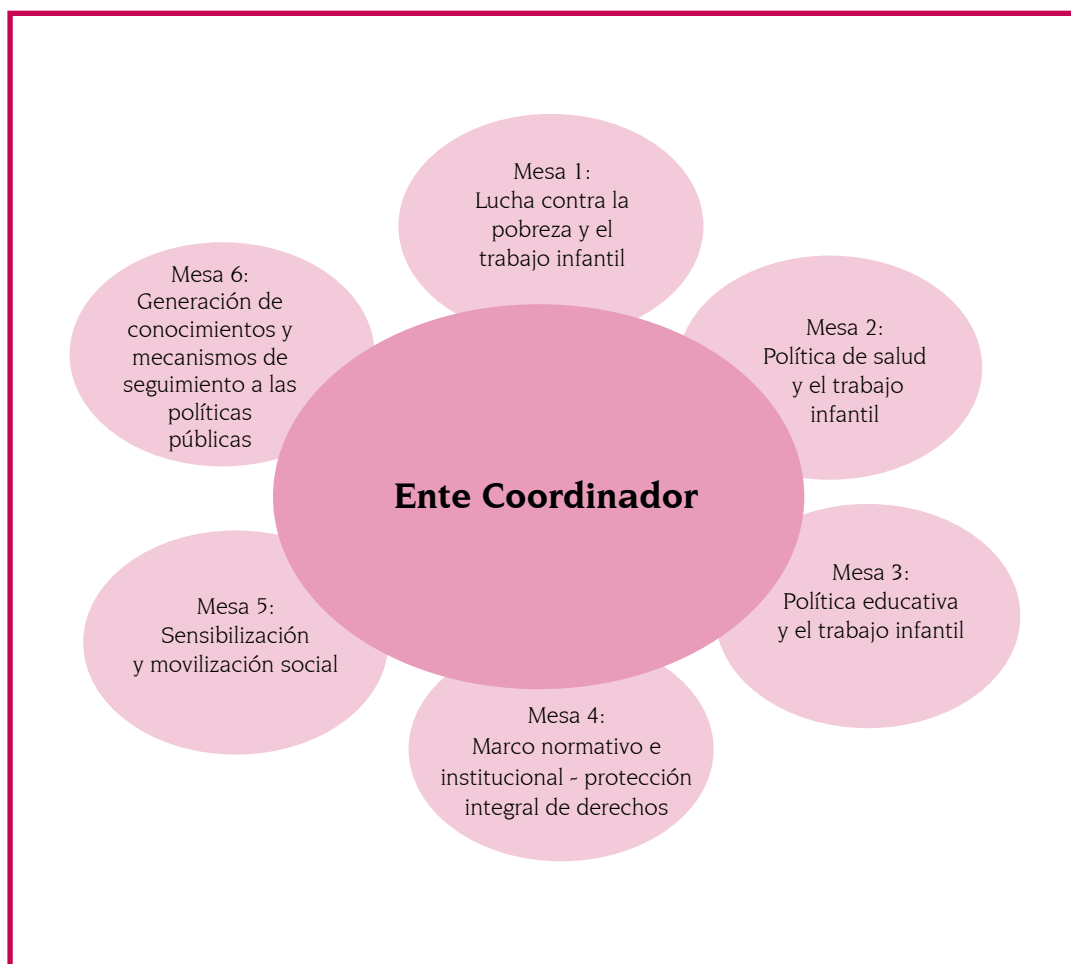 Mesa 1:
Lucha contra la
pobreza y el
trabajo infantil
Mesa 2:
Política de salud
y el trabajo
infantil
Mesa 3:
Política educativa
y el trabajo infantil
Mesa 4:
Marco normativo e
institucional - protección
integral de derechos
Mesa 5:
Sensibilización
y movilización social
Mesa 6:
Generación de
conocimientos y
mecanismos de
seguimiento a las
políticas
públicas
Ente Coordinador